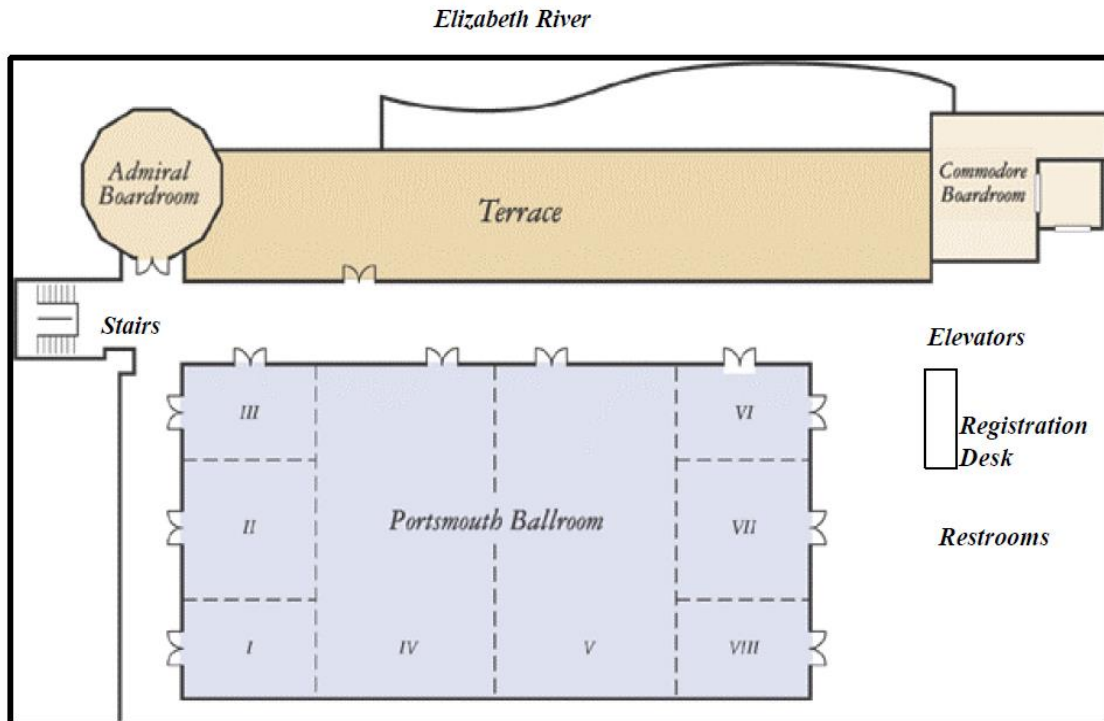 Elizabeth River
Admiral
Boardroom
Terrace
Commodore
Boardroom
Stairs
Elevators
III
VI
Registration
Desk
II
Portsmouth Ballroom
VII
Restrooms
I
IV
V
VIII